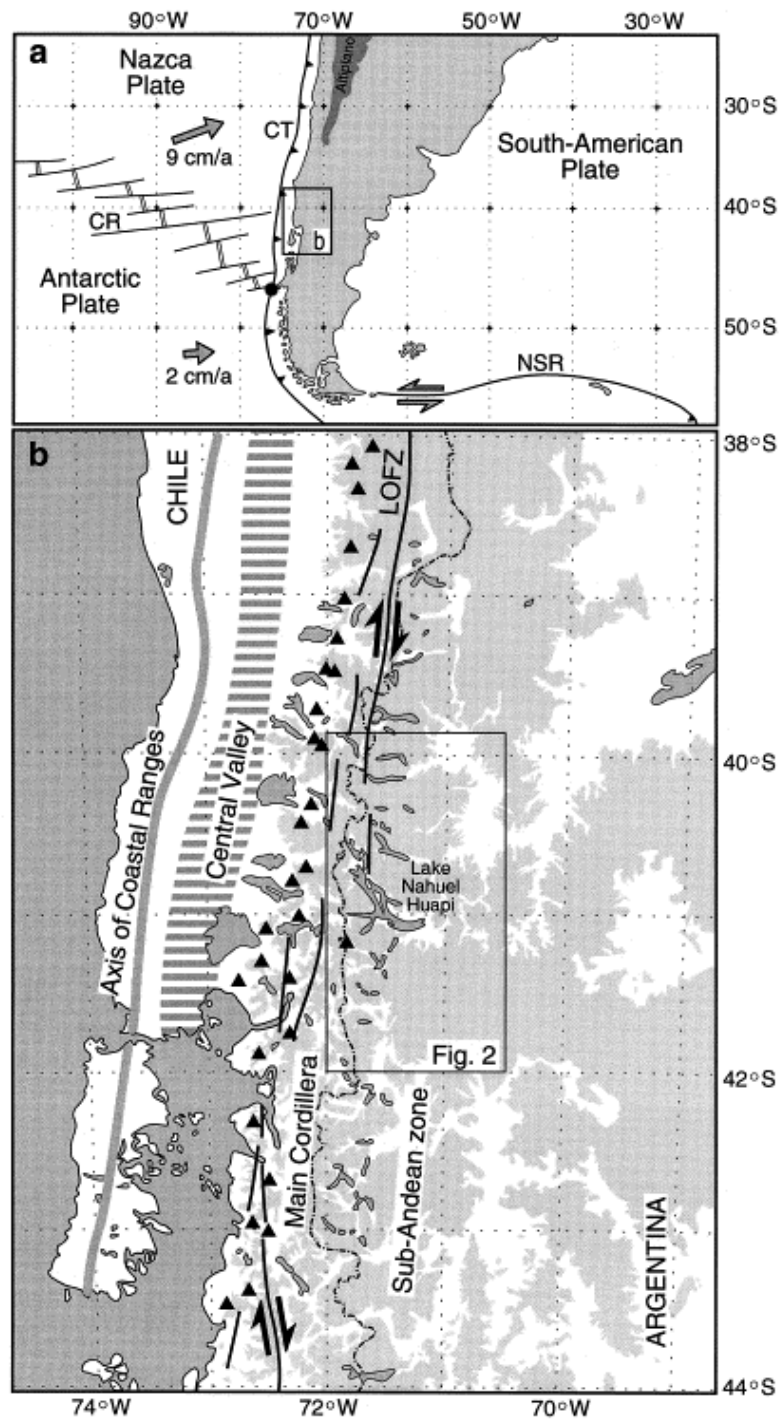 90°W 70°W 50°W 30°W
a
Nazca
Plate
Altiplano
9 cm/a
CT
South-American
Plate
30°S
CR
b
40°S
Antarctic
Plate
50°S
2 cm/a
NSR
b
CHILE
LOFZ
38°S
Axis of Coastal Ranges
Central Valley
40°S
Lake
Nahuel
Huapi
Fig. 2
42°S
Main Cordillera
Sub-Andean zone
ARGENTINA
44°S
74°W 72°W 70°W